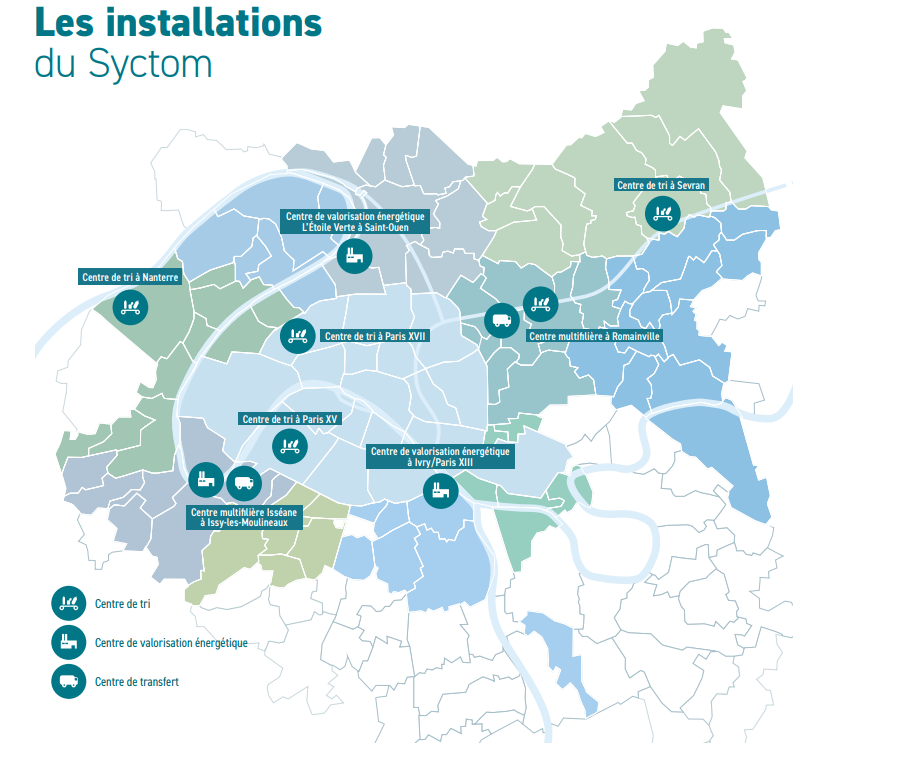 Les installations
du Syctom
Centre de tri à Sevran
Centre de valorisation énergétique
L'Étoile Verte à Saint-Ouen
Centre de tri à Nanterre
Centre de tri à Paris XVII
Centre multifilière à Romainville
Centre de tri à Paris XV
Centre de valorisation énergétique
à Ivry/Paris XIII
Centre multifilière Isséane
à Issy-les-Moulineaux
Centre de tri
Centre de valorisation énergétique
Centre de transfert